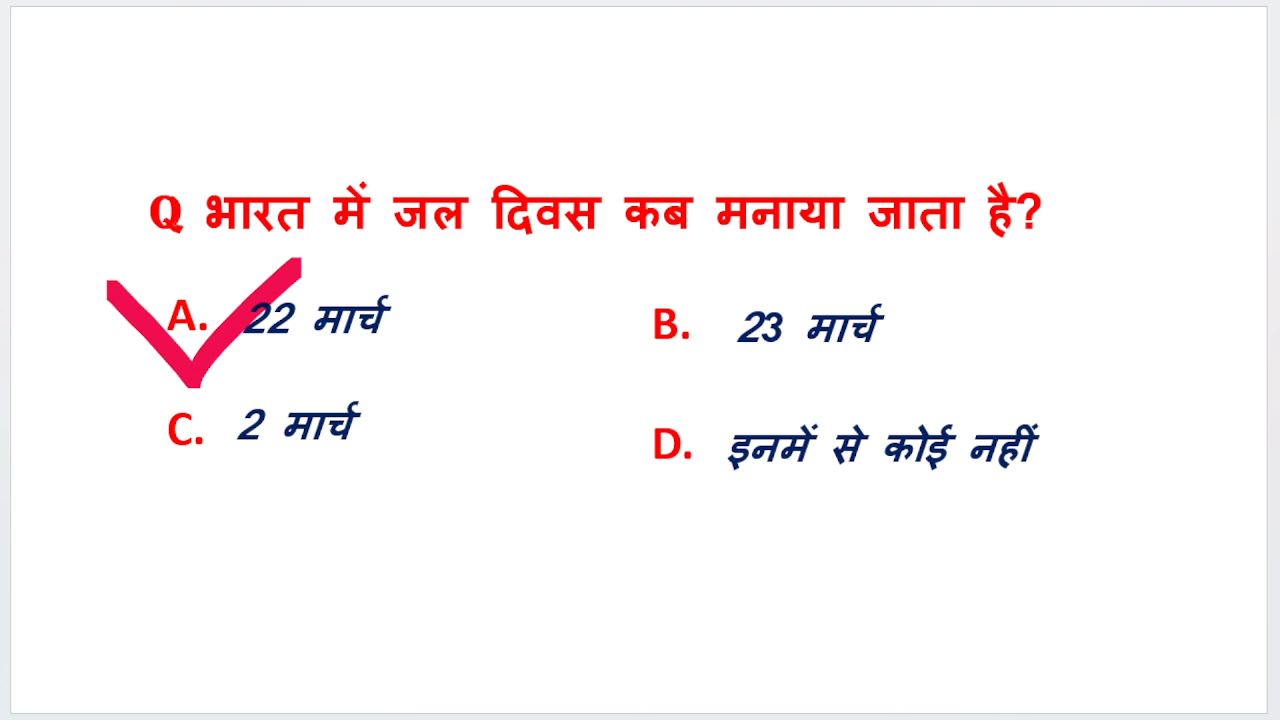 Q भारत में जल दिवस कब मनाया जाता है?
A. 22 मार्च
B. 23 मार्च
C. 2 मार्च
D. इनमें से कोई नहीं